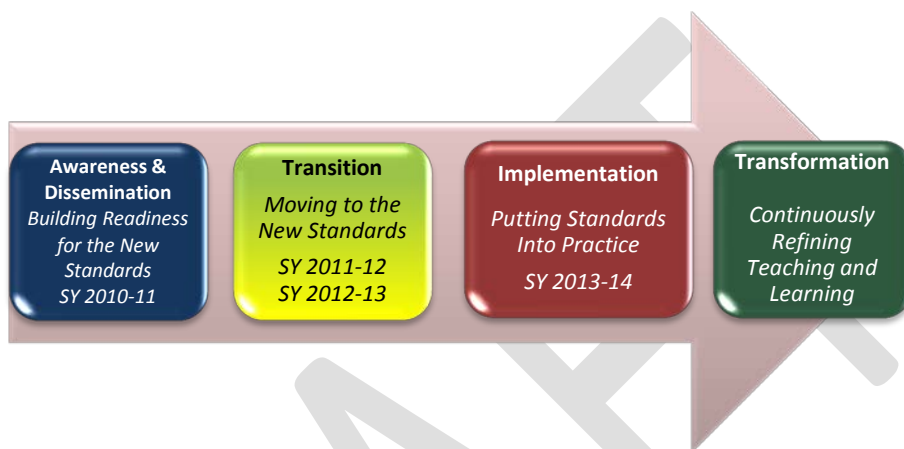 Awareness &
Dissemination
Building Readiness
for the New
Standards
SY 2010-11
Transition
Moving to the
New Standards
SY 2011-12
SY 2012-13
Implementation
Putting Standards
Into Practice
SY 2013-14
Transformation
Continuously
Refining
Teaching and
Learning